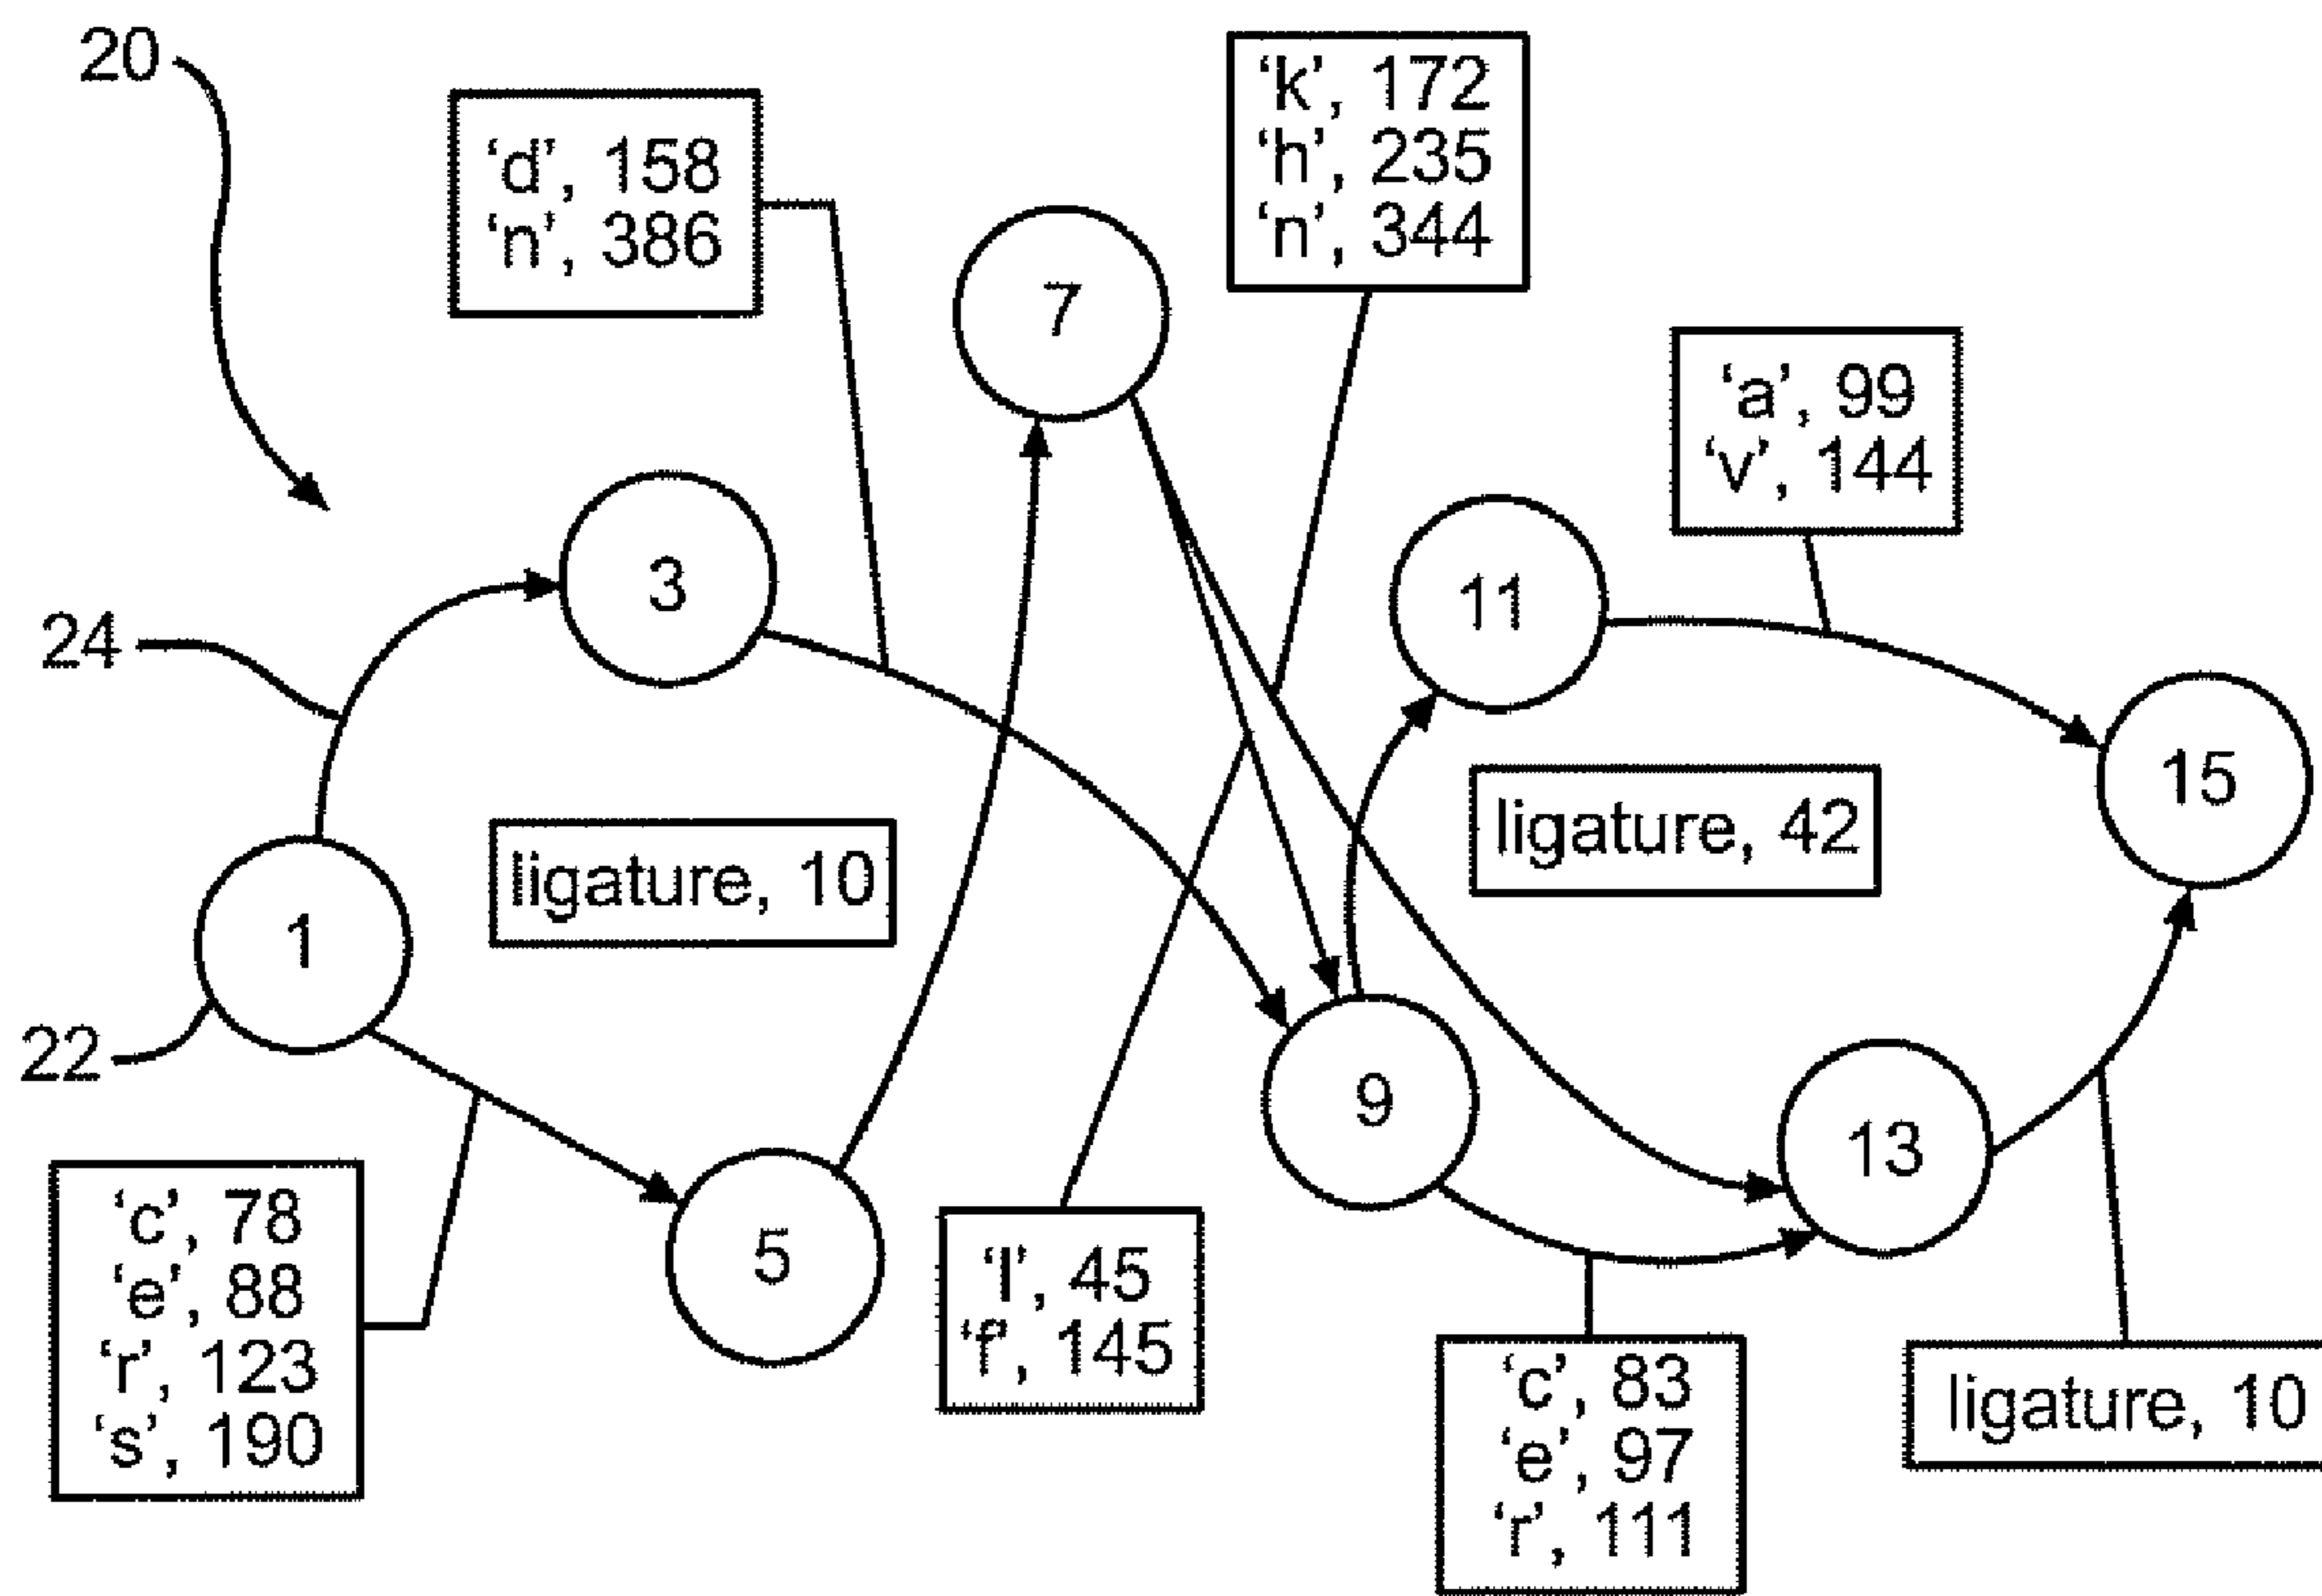 20
‘d’, 158
‘n’, 386
‘k’, 172
‘h’, 235
‘n’, 344
7
‘a’, 99
‘v’, 144
3
11
24
15
ligature, 10
ligature, 42
1
22
9
13
5
‘c’, 78
‘e’, 88
‘r’, 123
‘s’, 190
‘l’, 45
‘f’, 145
‘c’, 83
‘e’, 97
‘r’, 111
ligature, 10